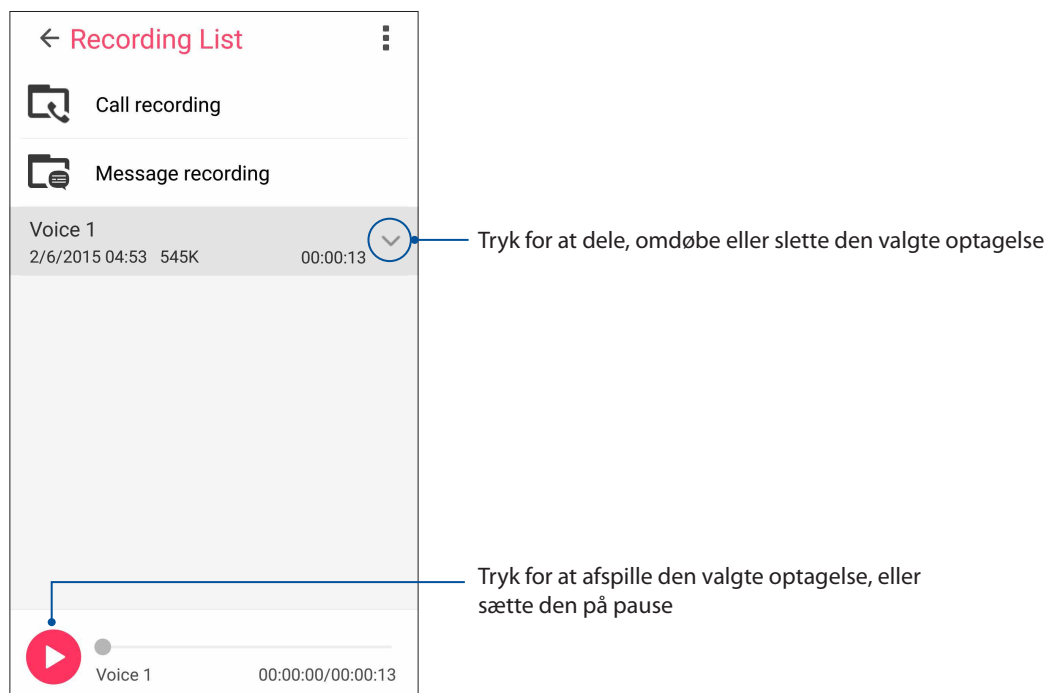 Recording List
Call recording
Message recording
Voice 1
2/6/2015 04:53 545K 00:00:13
Tryk for at dele, omdøbe eller slette den valgte optagelse
Tryk for at afspille den valgte optagelse, eller
sætte den på pause
Voice 1 00:00:00/00:00:13